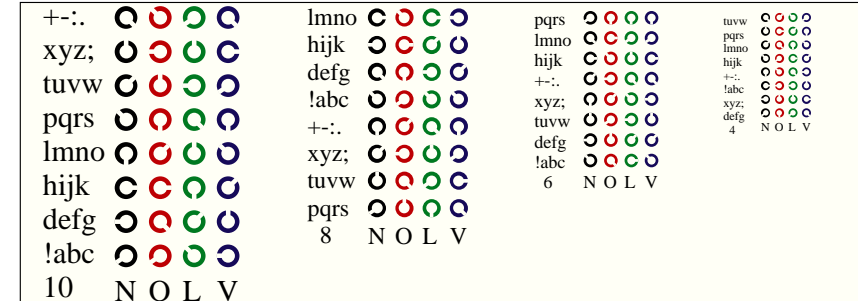 +-:.
xyz;
tuvw
pqrs
lmno
hijk
defg
!abc
10 N O L V
lmno
hijk
defg
!abc
+-:.
xyz;
tuvw
pqrs
8 N O L V
pqrs
lmno
hijk
+-:.
xyz;
tuvw
defg
!abc
6 N O L V
tuvw
pqrs
lmno
hijk
+-:.
!abc
xyz;
defg
4 N O L V